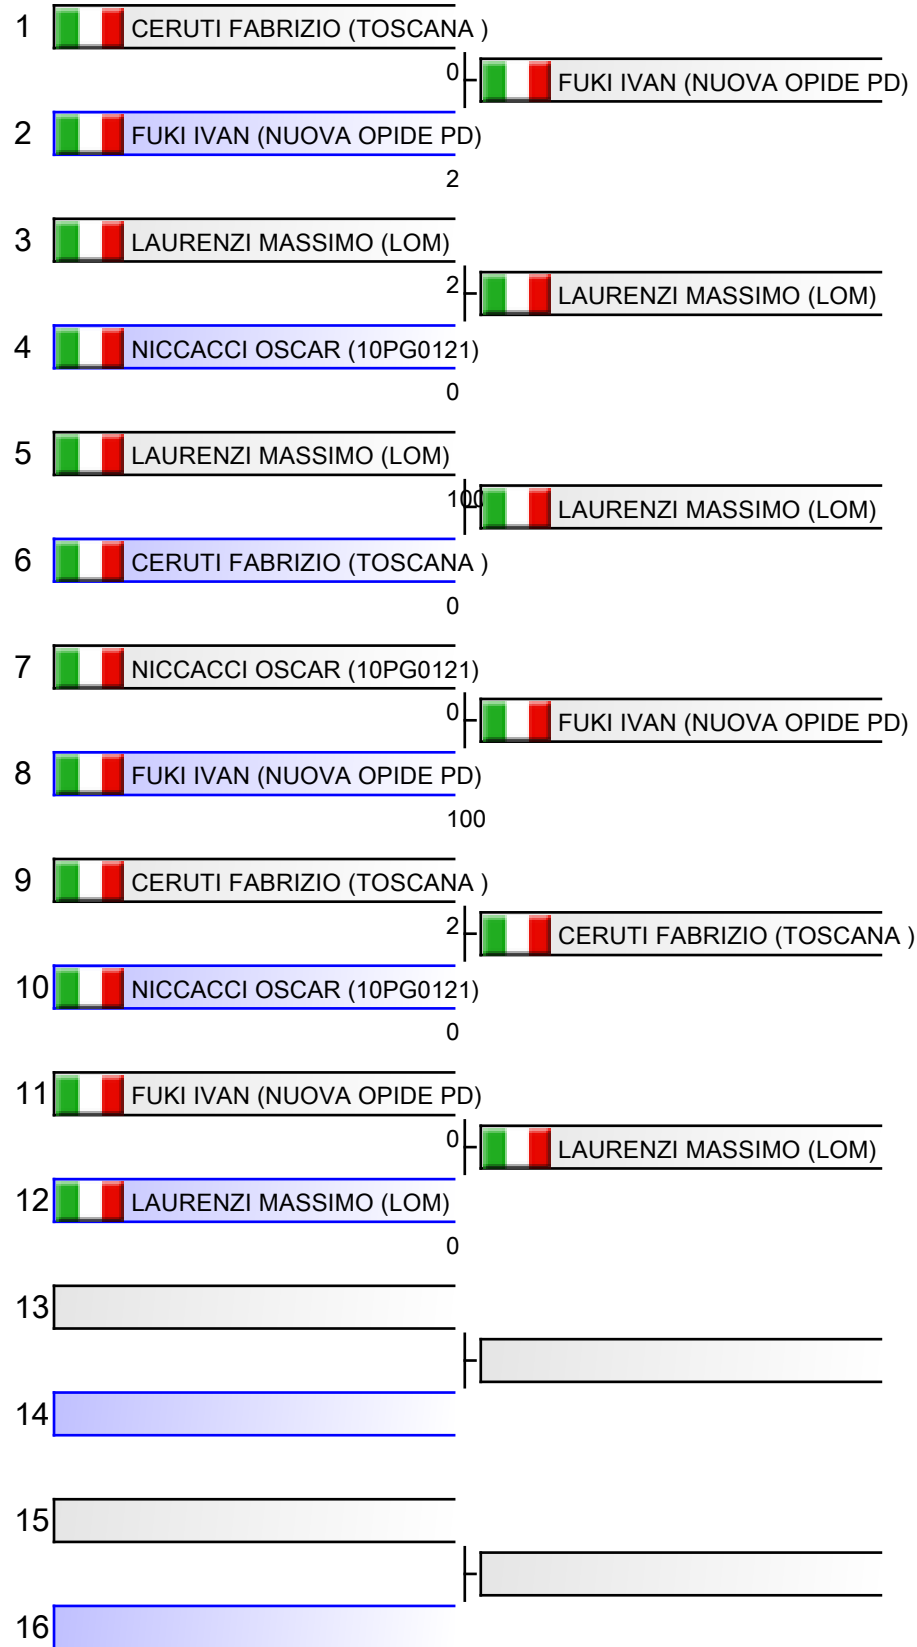 1 CERUTI FABRIZIO (TOSCANA )
0 FUKI IVAN (NUOVA OPIDE PD)
2 FUKI IVAN (NUOVA OPIDE PD)
2
3 LAURENZI MASSIMO (LOM)
2 LAURENZI MASSIMO (LOM)
4 NICCACCI OSCAR (10PG0121)
0
5 LAURENZI MASSIMO (LOM)
100 LAURENZI MASSIMO (LOM)
6 CERUTI FABRIZIO (TOSCANA )
0
7 NICCACCI OSCAR (10PG0121)
0 FUKI IVAN (NUOVA OPIDE PD)
8 FUKI IVAN (NUOVA OPIDE PD)
100
9 CERUTI FABRIZIO (TOSCANA )
2 CERUTI FABRIZIO (TOSCANA )
10 NICCACCI OSCAR (10PG0121)
0
11 FUKI IVAN (NUOVA OPIDE PD)
0 LAURENZI MASSIMO (LOM)
12 LAURENZI MASSIMO (LOM)
0
13
14
15
16